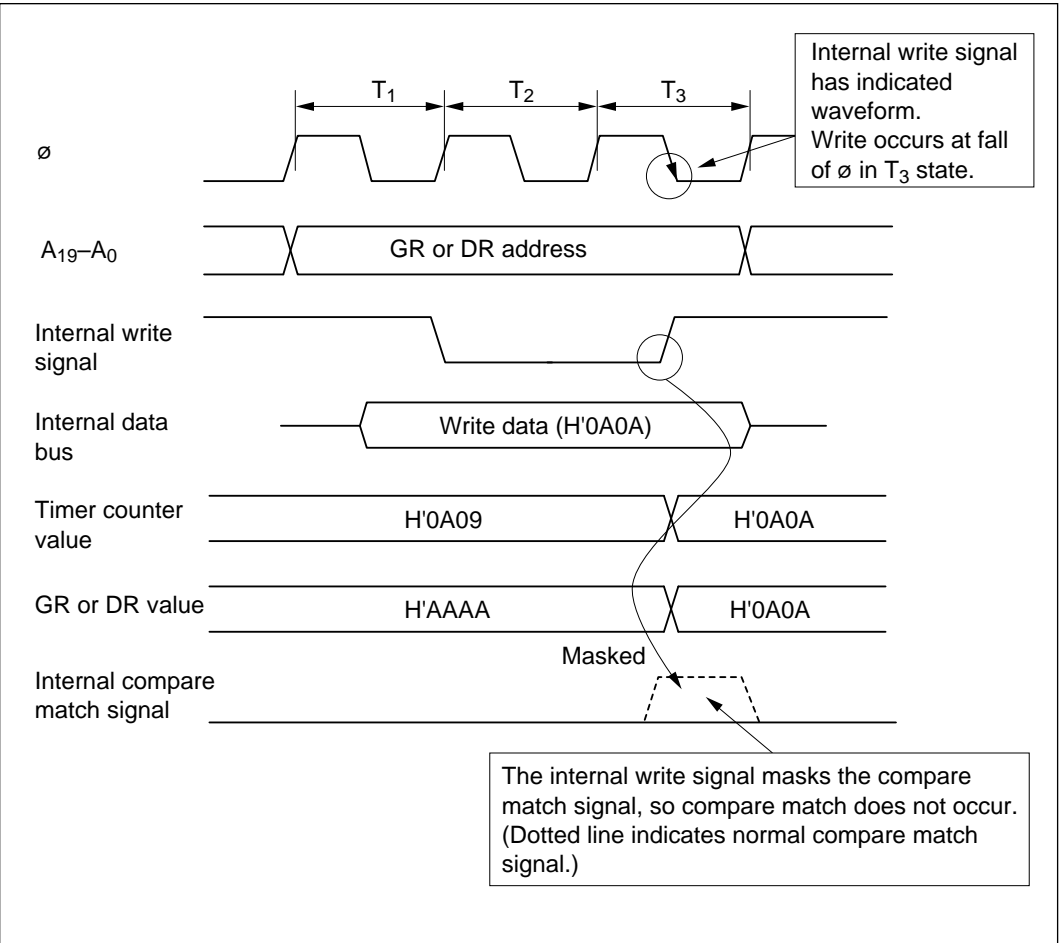 Internal write signal
has indicated
waveform.
Write occurs at fall
of ø in T3 state.
T1
T2
T3
ø
A19–A0
GR or DR address
Internal write
signal
Internal data
bus
Write data (H'0A0A)
Timer counter
value
H'0A09
H'0A0A
GR or DR value
H'AAAA
H'0A0A
Masked
Internal compare
match signal
The internal write signal masks the compare
match signal, so compare match does not occur.
(Dotted line indicates normal compare match
signal.)